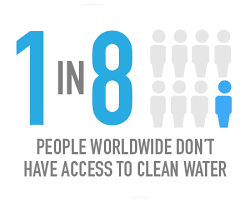 1 IN 8
PEOPLE WORLDWIDE DON'T
HAVE ACCESS TO CLEAN WATER